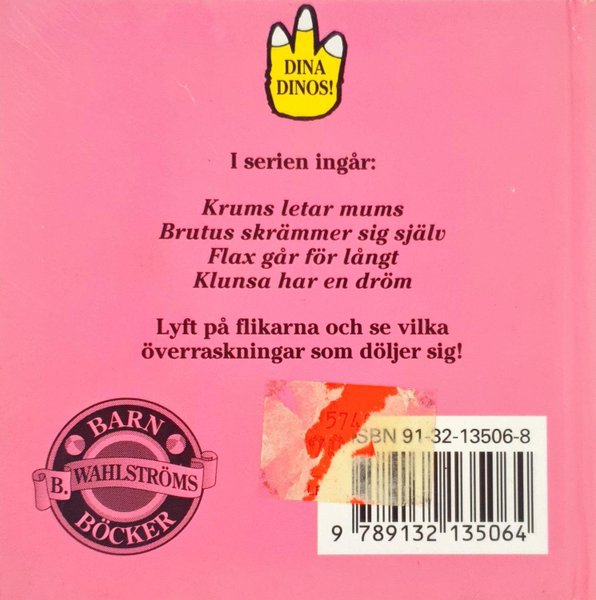 DINA
DINOS!
I serien ingår:
Krums letar mums
Brutus skrämmer sig själv
Flax går för långt
Klunsa har en dröm
Lyft på flikarna och se vilka
överraskningar som döljer sig!
BARN
B. WAHLSTRÖMS
BÖCKER
ISBN 91-32-13506-8
9 789132 135064